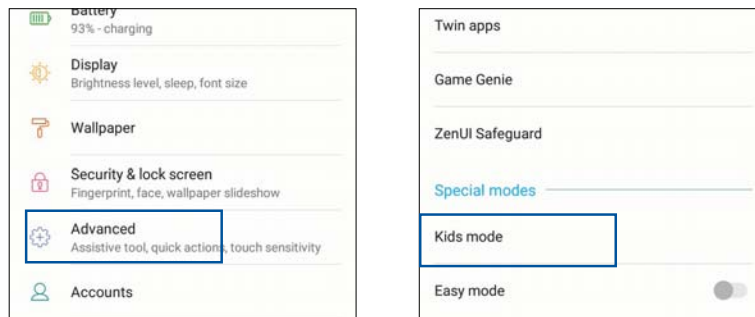 Battery
93% - charging
Display
Brightness level, sleep, font size
Wallpaper
Security & lock screen
Fingerprint, face, wallpaper slideshow
Advanced
Assistive tool, quick actions, touch sensitivity
Accounts
Twin apps
Game Genie
ZenUI Safeguard
Special modes
Kids mode
Easy mode